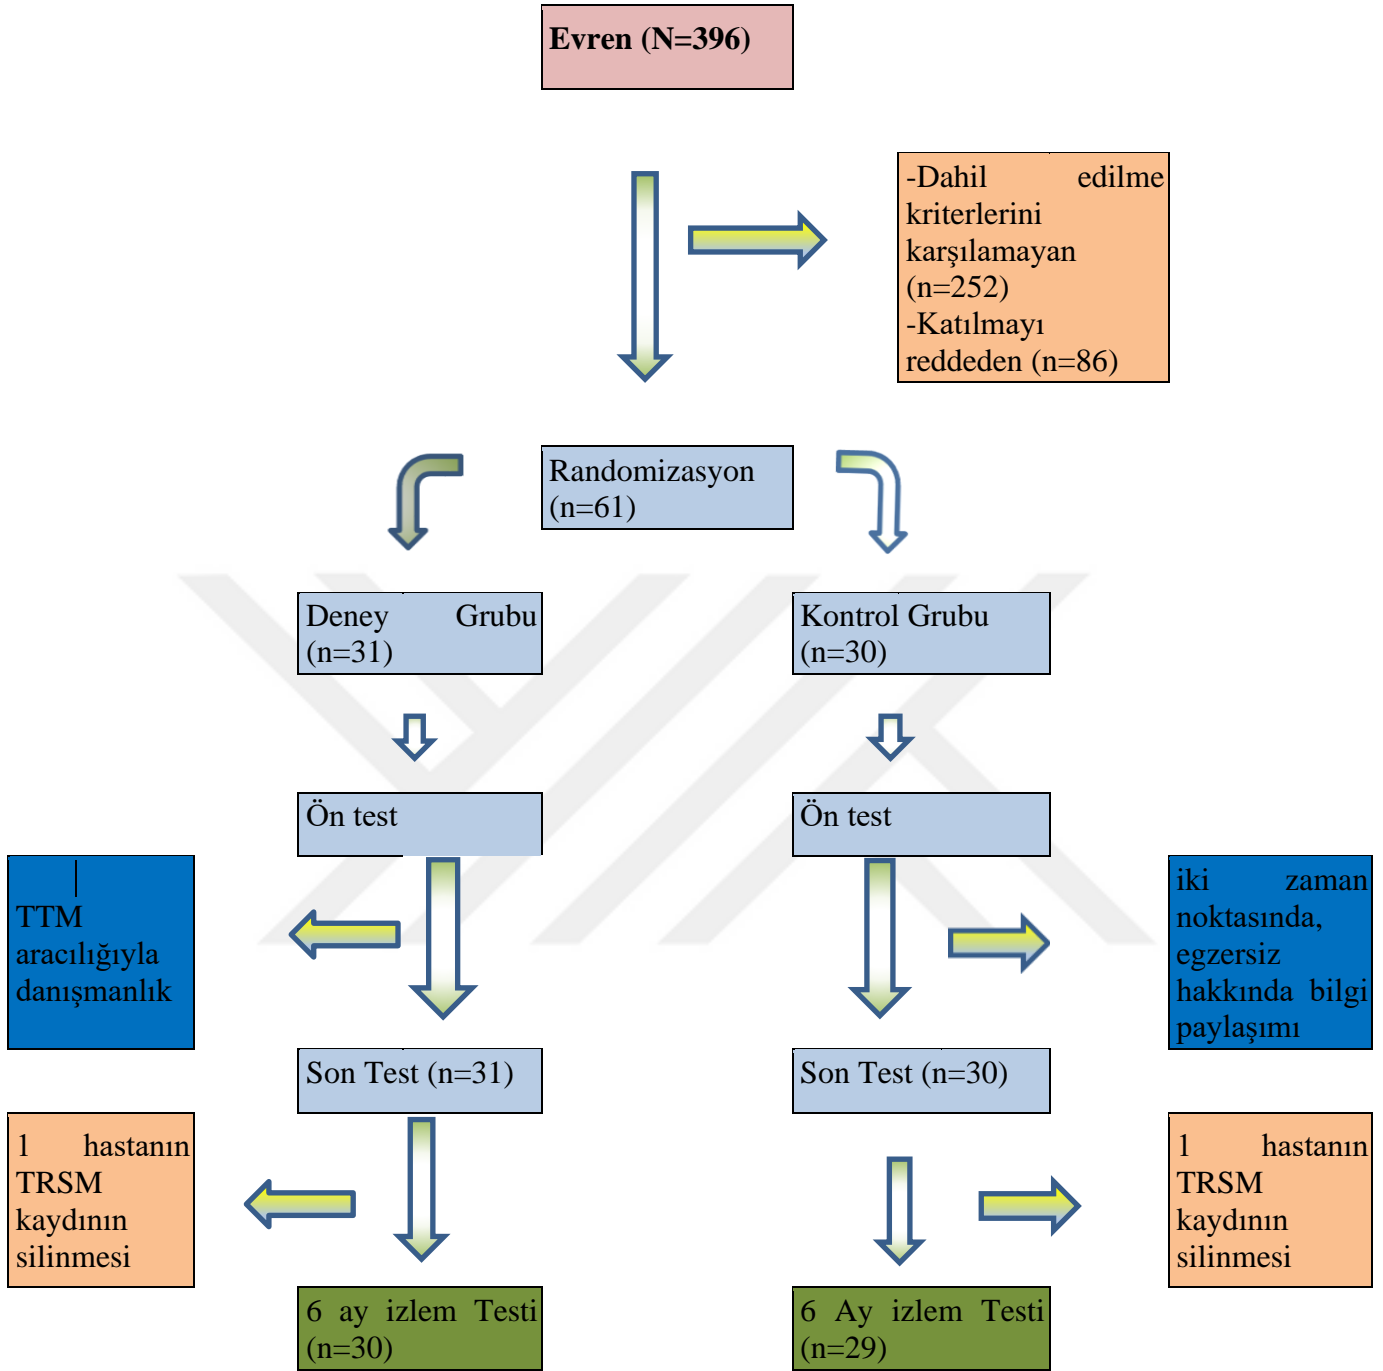 Evren (N=396)
-Dahil edilme
kriterlerini
karşılamayan
(n=252)
-Katılmayı
reddeden (n=86)
Randomizasyon
(n=61)
Deney Grubu
(n=31)
Kontrol Grubu
(n=30)
Ön test
Ön test
TTM
aracılığıyla
danışmanlık
iki zaman
noktasında,
egzersiz
hakkında bilgi
paylaşımı
Son Test (n=31)
Son Test (n=30)
1 hastanın
TRSM
kaydının
silinmesi
1 hastanın
TRSM
kaydının
silinmesi
6 ay izlem Testi
(n=30)
6 Ay izlem Testi
(n=29)